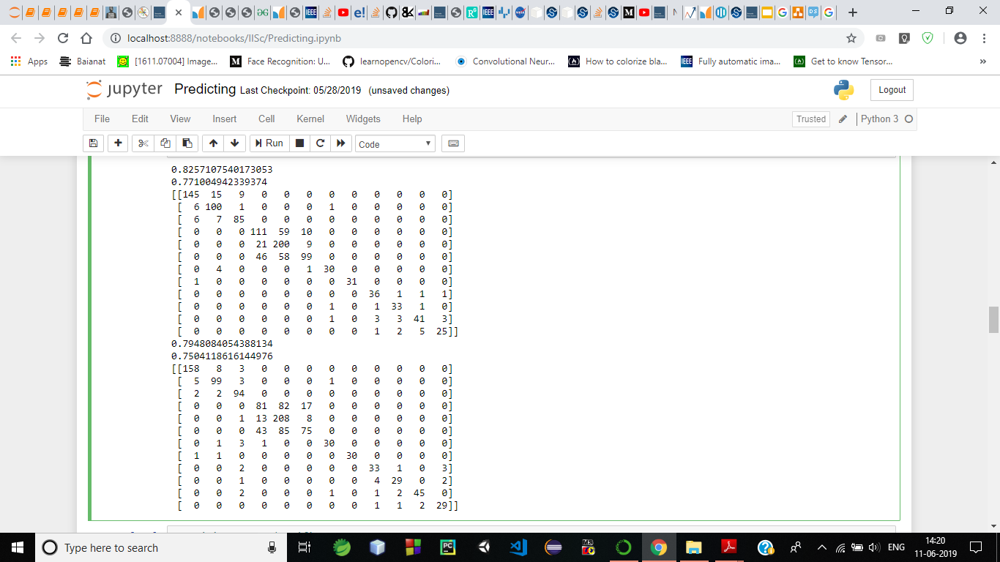 localhost:8888/notebooks/IISc/Predicting.ipynb
Apps Baianat [1611.07004] Image... Face Recognition: U... learnopencv/Colori... Convolutional Neur... How to colorize bla... Fully automatic ima... Get to know Tensor... »
jupyter Predicting Last Checkpoint: 05/28/2019 (unsaved changes) Logout
File Edit View Insert Cell Kernel Widgets Help Trusted Python 3
Run Code
0.8257107540173053
0.771004942339374
[[145 15 9 0 0 0 0 0 0 0 0 0]
[ 6 100 1 0 0 0 1 0 0 0 0 0]
[ 6 7 85 0 0 0 0 0 0 0 0 0]
[ 0 0 0 111 59 10 0 0 0 0 0 0]
[ 0 0 0 21 200 9 0 0 0 0 0 0]
[ 0 0 0 46 58 99 0 0 0 0 0 0]
[ 0 4 0 0 0 1 30 0 0 0 0 0]
[ 1 0 0 0 0 0 0 31 0 0 0 0]
[ 0 0 0 0 0 0 0 0 36 1 1 1]
[ 0 0 0 0 0 0 1 0 1 33 1 0]
[ 0 0 0 0 0 0 1 0 3 3 41 3]
[ 0 0 0 0 0 0 0 0 1 2 5 25]]
0.7948084054388134
0.7504118616144976
[[158 8 3 0 0 0 0 0 0 0 0 0]
[ 5 99 3 0 0 0 1 0 0 0 0 0]
[ 2 2 94 0 0 0 0 0 0 0 0 0]
[ 0 0 0 81 82 17 0 0 0 0 0 0]
[ 0 0 1 13 208 8 0 0 0 0 0 0]
[ 0 0 0 43 85 75 0 0 0 0 0 0]
[ 0 1 3 1 0 0 30 0 0 0 0 0]
[ 1 1 0 0 0 0 0 30 0 0 0 0]
[ 0 0 2 0 0 0 0 0 33 1 0 3]
[ 0 0 1 0 0 0 0 0 4 29 0 2]
[ 0 0 2 0 0 0 1 0 1 2 45 0]
[ 0 0 0 0 0 0 0 0 1 1 2 29]]
Type here to search ENG 14:20
11-06-2019